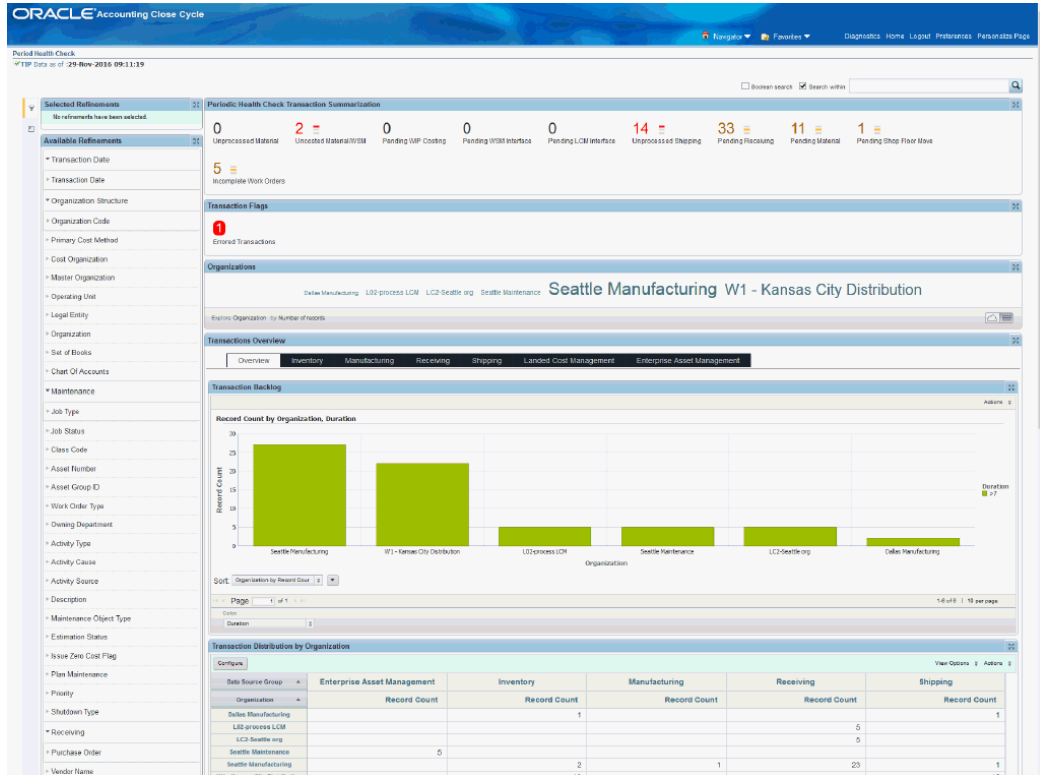 ORACLE Accounting Close Cycle
Navigator Favorites Diagnostics Home Logout Preferences Personalize Page
Period Health Check
TIP Data as of :29-Nov-2016 09:11:19
Boolean search Search within
Selected Refinements
No refinements have been selected.
Available Refinements
Transaction Date
Transaction Date
Organization Structure
Organization Code
Primary Cost Method
Cost Organization
Master Organization
Operating Unit
Legal Entity
Organization
Set of Books
Chart Of Accounts
Maintenance
Job Type
Job Status
Class Code
Asset Number
Asset Group ID
Work Order Type
Owning Department
Activity Type
Activity Cause
Activity Source
Description
Maintenance Object Type
Estimation Status
Issue Zero Cost Flag
Plan Maintenance
Priority
Shutdown Type
Receiving
Purchase Order
Vendor Name
Periodic Health Check Transaction Summarization
0 2 0 0 0 14 33 11 1
Unprocessed Material Uncosted Material/WSM Pending WIP Costing Pending WSM Interface Pending LCM Interface Unprocessed Shipping Pending Receiving Pending Material Pending Shop Floor Move
5
Incomplete Work Orders
Transaction Flags
1
Errored Transactions
Organizations
Dallas Manufacturing L02-process LCM LC2-Seattle org Seattle Maintenance Seattle Manufacturing W1 - Kansas City Distribution
Explore Organization by Number of records
Transactions Overview
Overview Inventory Manufacturing Receiving Shipping Landed Cost Management Enterprise Asset Management
Transaction Backlog
Actions
Record Count by Organization, Duration
30
25
20
15
10
5
0
Record Count
Seattle Manufacturing W1 - Kansas City Distribution L02-process LCM Seattle Maintenance LC2-Seattle org Dallas Manufacturing
Organization
Duration
>7
Sort: Organization by Record Cour
Page 1 of 1
1-6 of 6 | 10 per page
Color
Duration
Transaction Distribution by Organization
Configure View Options Actions
Data Source Group Enterprise Asset Management Inventory Manufacturing Receiving Shipping
Organization Record Count Record Count Record Count Record Count Record Count
Dallas Manufacturing 1 1
L02-process LCM 5
LC2-Seattle org 5
Seattle Maintenance 5
Seattle Manufacturing 2 1 23 1